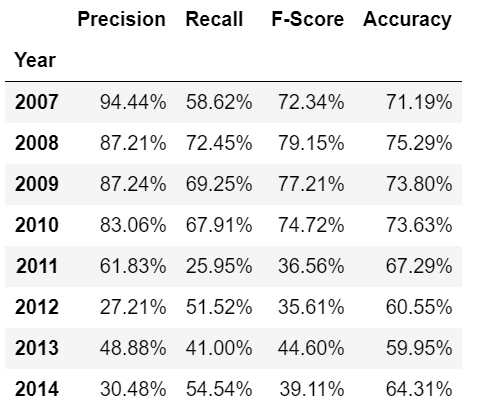 Precision Recall F-Score Accuracy
Year
2007 94.44% 58.62% 72.34% 71.19%
2008 87.21% 72.45% 79.15% 75.29%
2009 87.24% 69.25% 77.21% 73.80%
2010 83.06% 67.91% 74.72% 73.63%
2011 61.83% 25.95% 36.56% 67.29%
2012 27.21% 51.52% 35.61% 60.55%
2013 48.88% 41.00% 44.60% 59.95%
2014 30.48% 54.54% 39.11% 64.31%